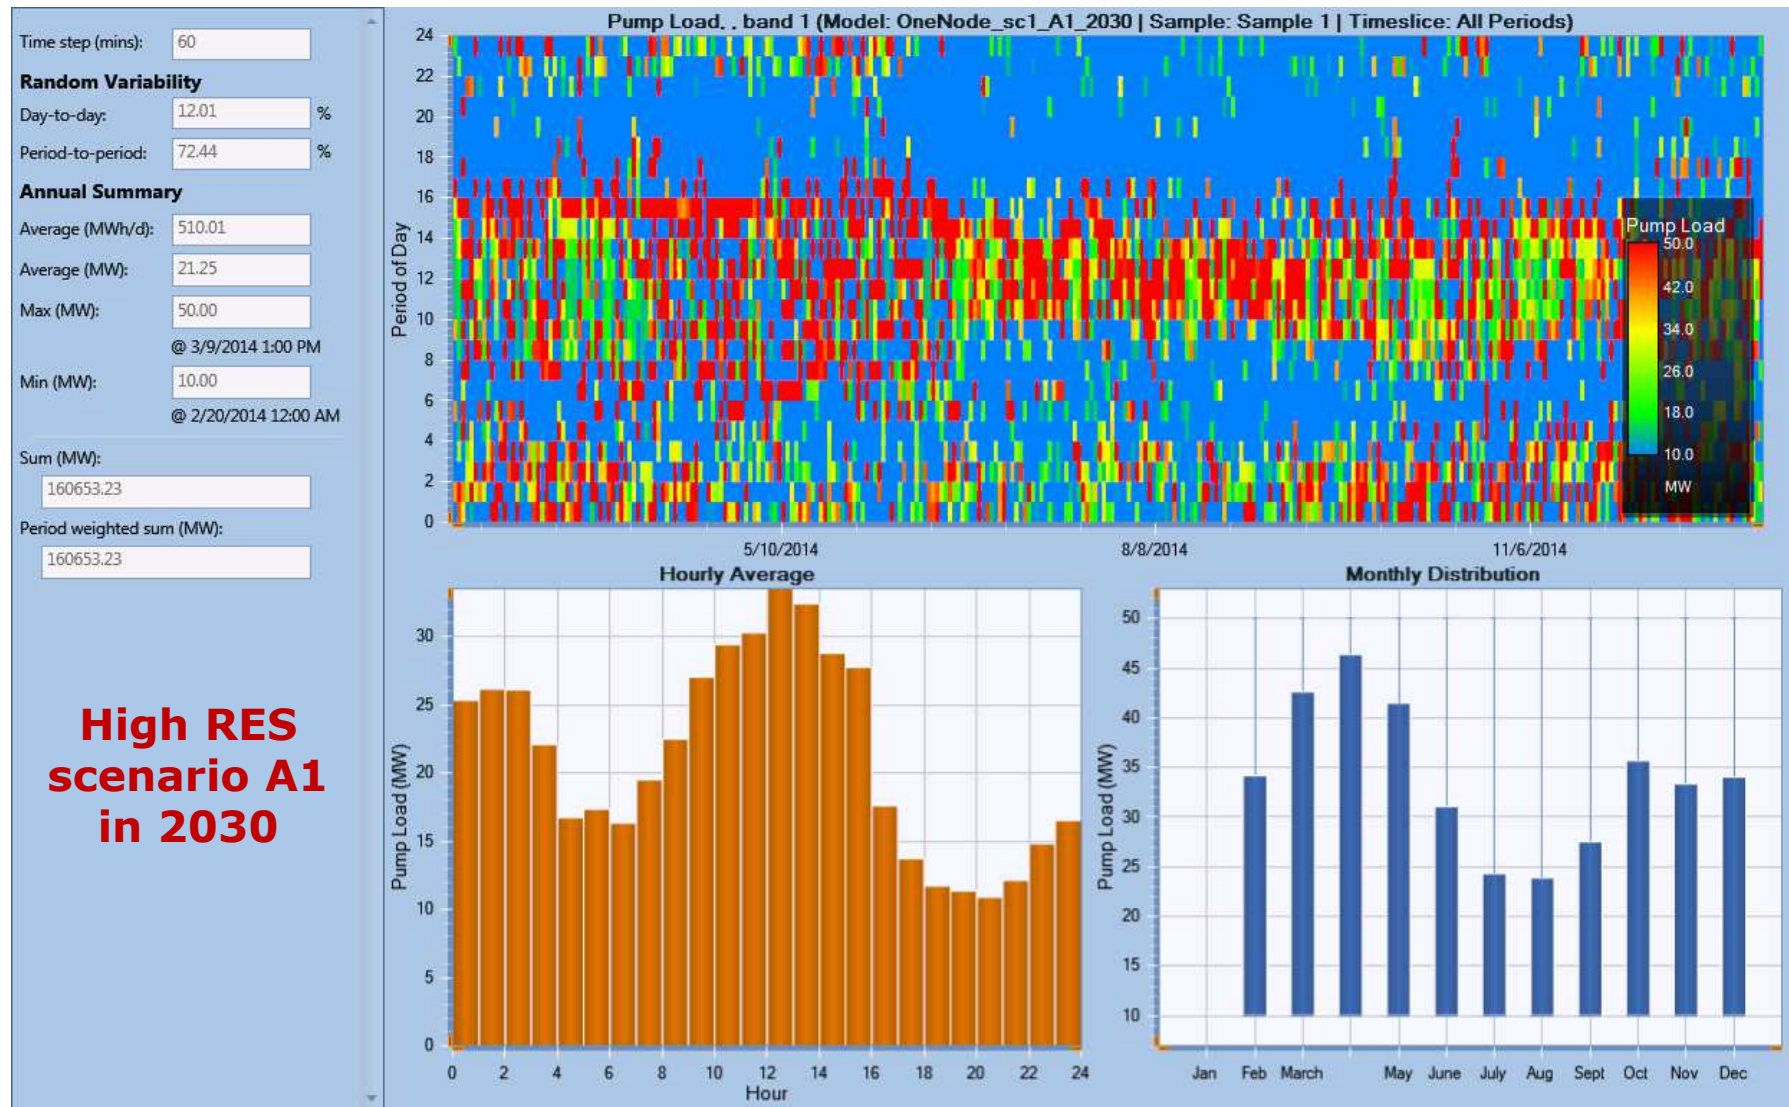 Time step (mins): 60
Random Variability
Day-to-day: 12.01 %
Period-to-period: 72.44 %
Annual Summary
Average (MWh/d): 510.01
Average (MW): 21.25
Max (MW): 50.00
@ 3/9/2014 1:00 PM
Min (MW): 10.00
@ 2/20/2014 12:00 AM
Sum (MW):
160653.23
Period weighted sum (MW):
160653.23
High RES
scenario A1
in 2030
Pump Load, . band 1 (Model: OneNode_sc1_A1_2030 | Sample: Sample 1 | Timeslice: All Periods)
Period of Day
24
22
20
18
16
14
12
10
8
6
4
2
0
5/10/2014 8/8/2014 11/6/2014
Pump Load
50.0
42.0
34.0
26.0
18.0
10.0
MW
Hourly Average
Pump Load (MW)
30
25
20
15
10
5
0
0 2 4 6 8 10 12 14 16 18 20 22 24
Hour
Monthly Distribution
Pump Load (MW)
50
45
40
35
30
25
20
15
10
Jan Feb March May June July Aug Sept Oct Nov Dec